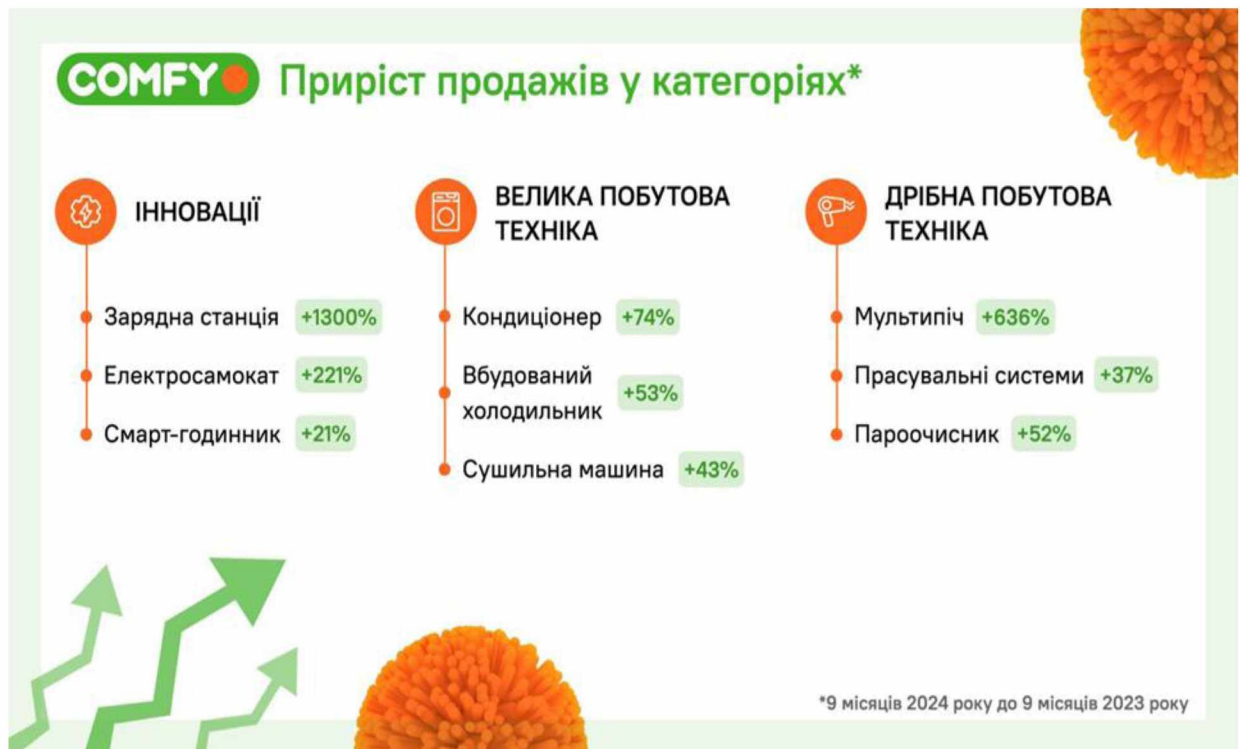 COMFY Приріст продажів у категоріях*
ІННОВАЦІЇ
Зарядна станція +1300%
Електросамокат +221%
Смарт-годинник +21%
ВЕЛИКА ПОБУТОВА
ТЕХНІКА
Кондиціонер +74%
Вбудований
холодильник +53%
Сушильна машина +43%
ДРІБНА ПОБУТОВА
ТЕХНІКА
Мультипіч +636%
Прасувальні системи +37%
Пароочисник +52%
*9 місяців 2024 року до 9 місяців 2023 року